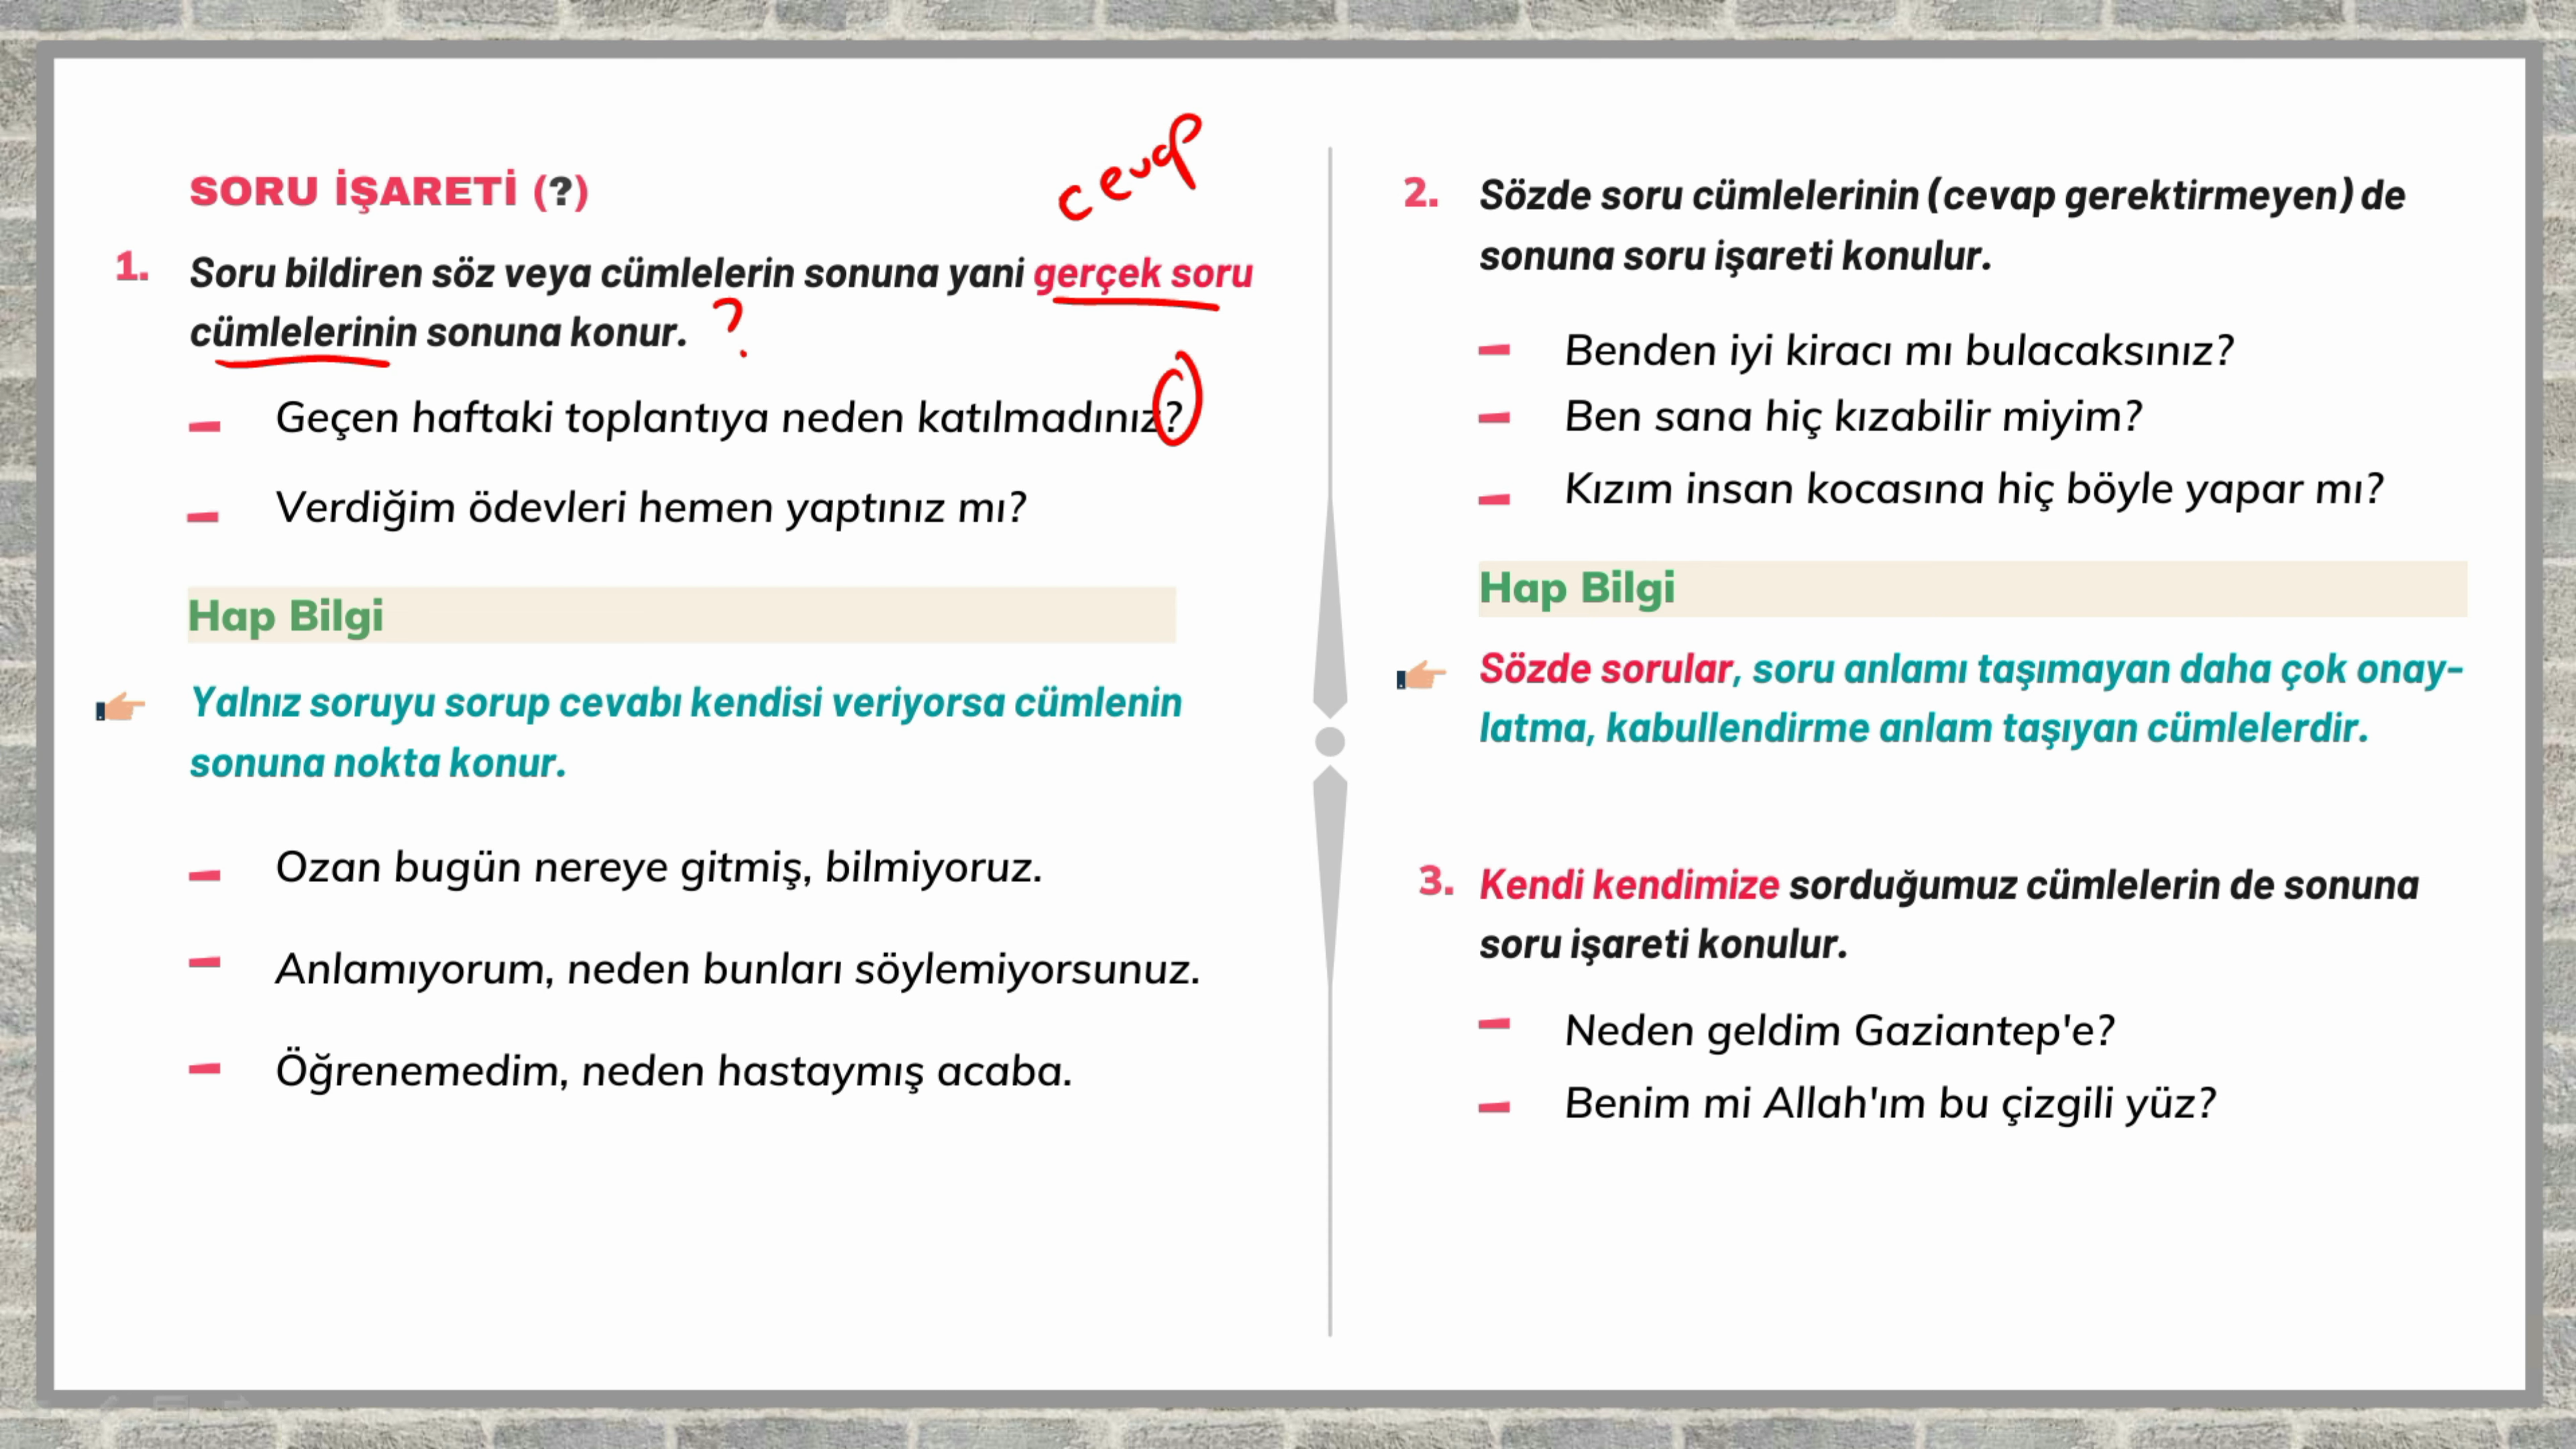 cevap
SORU İŞARETİ (?)
1. Soru bildiren söz veya cümlelerin sonuna yani gerçek soru
cümlelerinin sonuna konur. ?
- Geçen haftaki toplantıya neden katılmadınız?
- Verdiğim ödevleri hemen yaptınız mı?
Hap Bilgi
Yalnız soruyu sorup cevabı kendisi veriyorsa cümlenin
sonuna nokta konur.
- Ozan bugün nereye gitmiş, bilmiyoruz.
- Anlamıyorum, neden bunları söylemiyorsunuz.
- Öğrenemedim, neden hastaymış acaba.
2. Sözde soru cümlelerinin (cevap gerektirmeyen) de
sonuna soru işareti konulur.
- Benden iyi kiracı mı bulacaksınız?
- Ben sana hiç kızabilir miyim?
- Kızım insan kocasına hiç böyle yapar mı?
Hap Bilgi
Sözde sorular, soru anlamı taşımayan daha çok onay-
latma, kabullendirme anlam taşıyan cümlelerdir.
3. Kendi kendimize sorduğumuz cümlelerin de sonuna
soru işareti konulur.
- Neden geldim Gaziantep'e?
- Benim mi Allah'ım bu çizgili yüz?